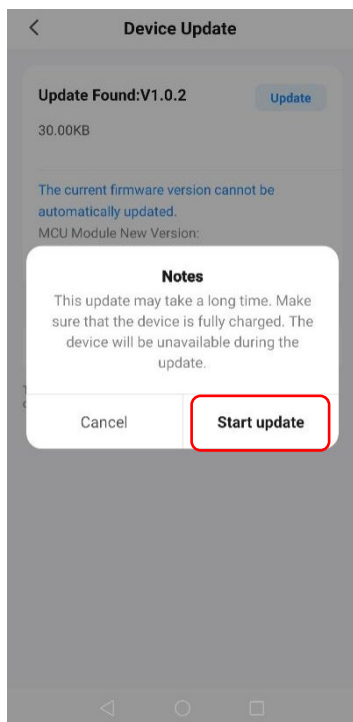 Device Update
Update Found:V1.0.2
Update
30.00KB
The current firmware version cannot be
automatically updated.
MCU Module New Version:
Notes
This update may take a long time. Make
sure that the device is fully charged. The
device will be unavailable during the
update.
Cancel
Start update